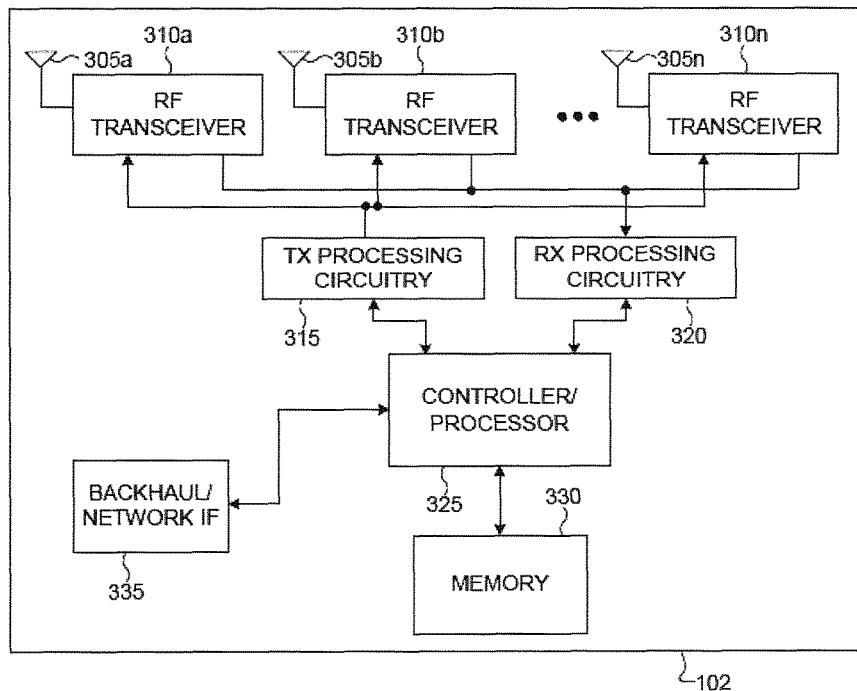 310a
310b
310n
305a
305b
305n
RF
TRANSCEIVER
RF
TRANSCEIVER
RF
TRANSCEIVER
TX PROCESSING
CIRCUITRY
RX PROCESSING
CIRCUITRY
315
320
CONTROLLER/
PROCESSOR
BACKHAUL/
NETWORK IF
325
330
335
MEMORY
102